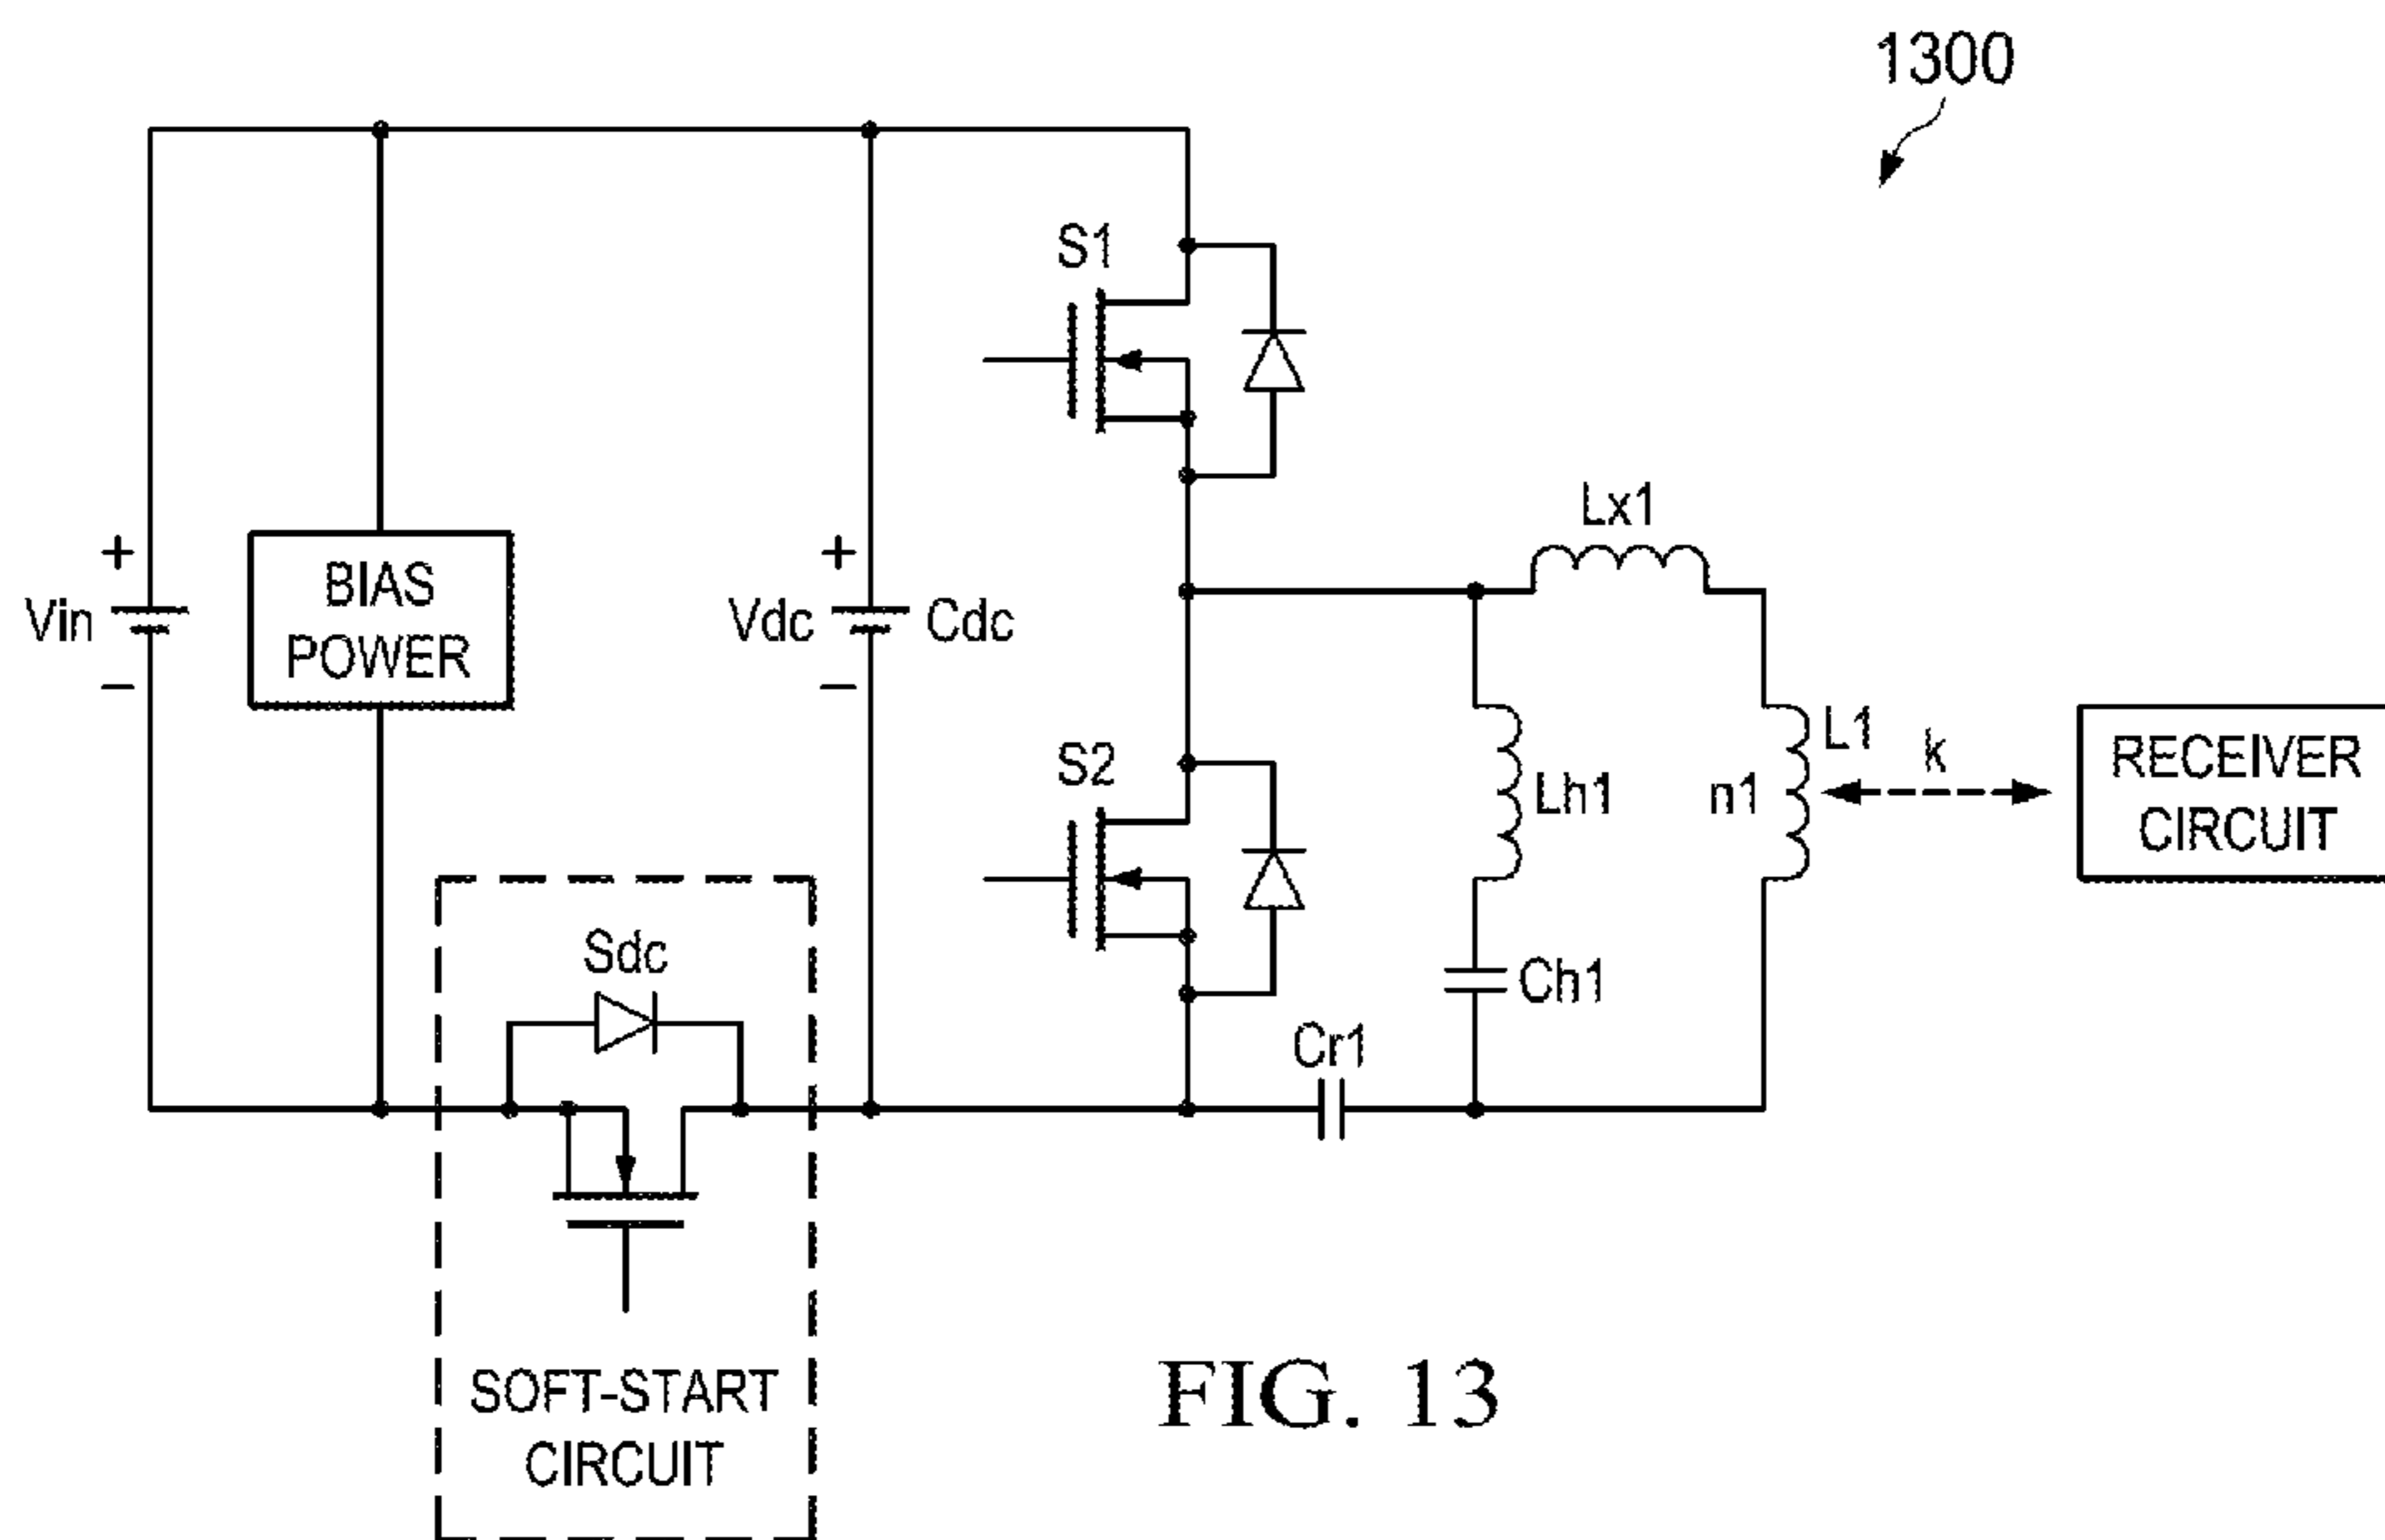 1300
S1
Lx1
+
Vin
−
BIAS
POWER
+
Vdc
−
Cdc
S2
Lh1
n1
L1
k
RECEIVER
CIRCUIT
Sdc
Ch1
Cr1
SOFT-START
CIRCUIT
FIG. 13